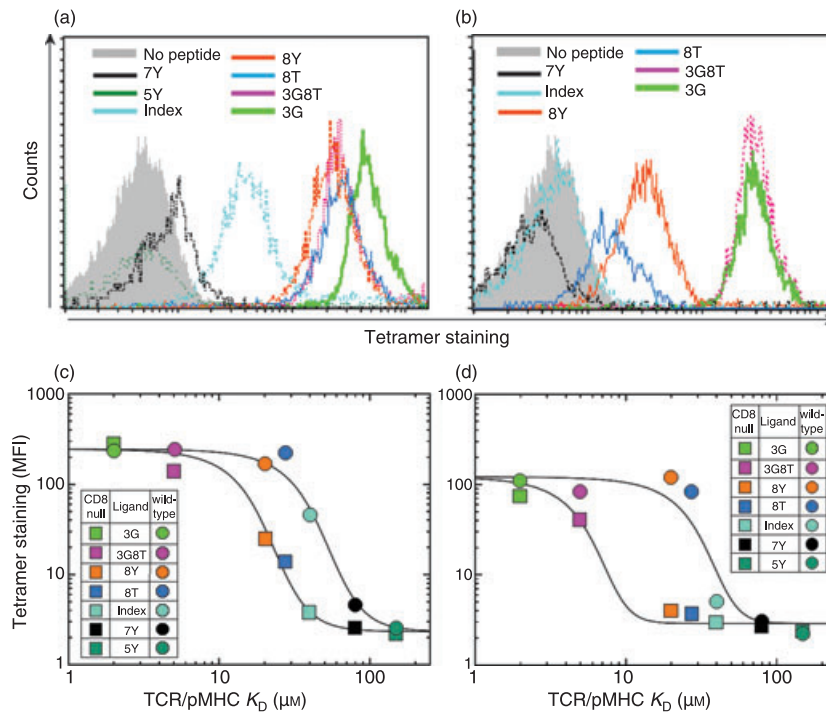 (a)
No peptide
7Y
5Y
Index
8Y
8T
3G8T
3G
(b)
No peptide
7Y
Index
8Y
8T
3G8T
3G
Counts
Tetramer staining
(c)
1000
100
10
1
1 10 100
CD8 null Ligand wild-type
3G
3G8T
8Y
8T
Index
7Y
5Y
Tetramer staining (MFI)
TCR/pMHC KD (μM)
(d)
1000
100
10
1
1 10 100
CD8 null Ligand wild-type
3G
3G8T
8Y
8T
Index
7Y
5Y
TCR/pMHC KD (μM)